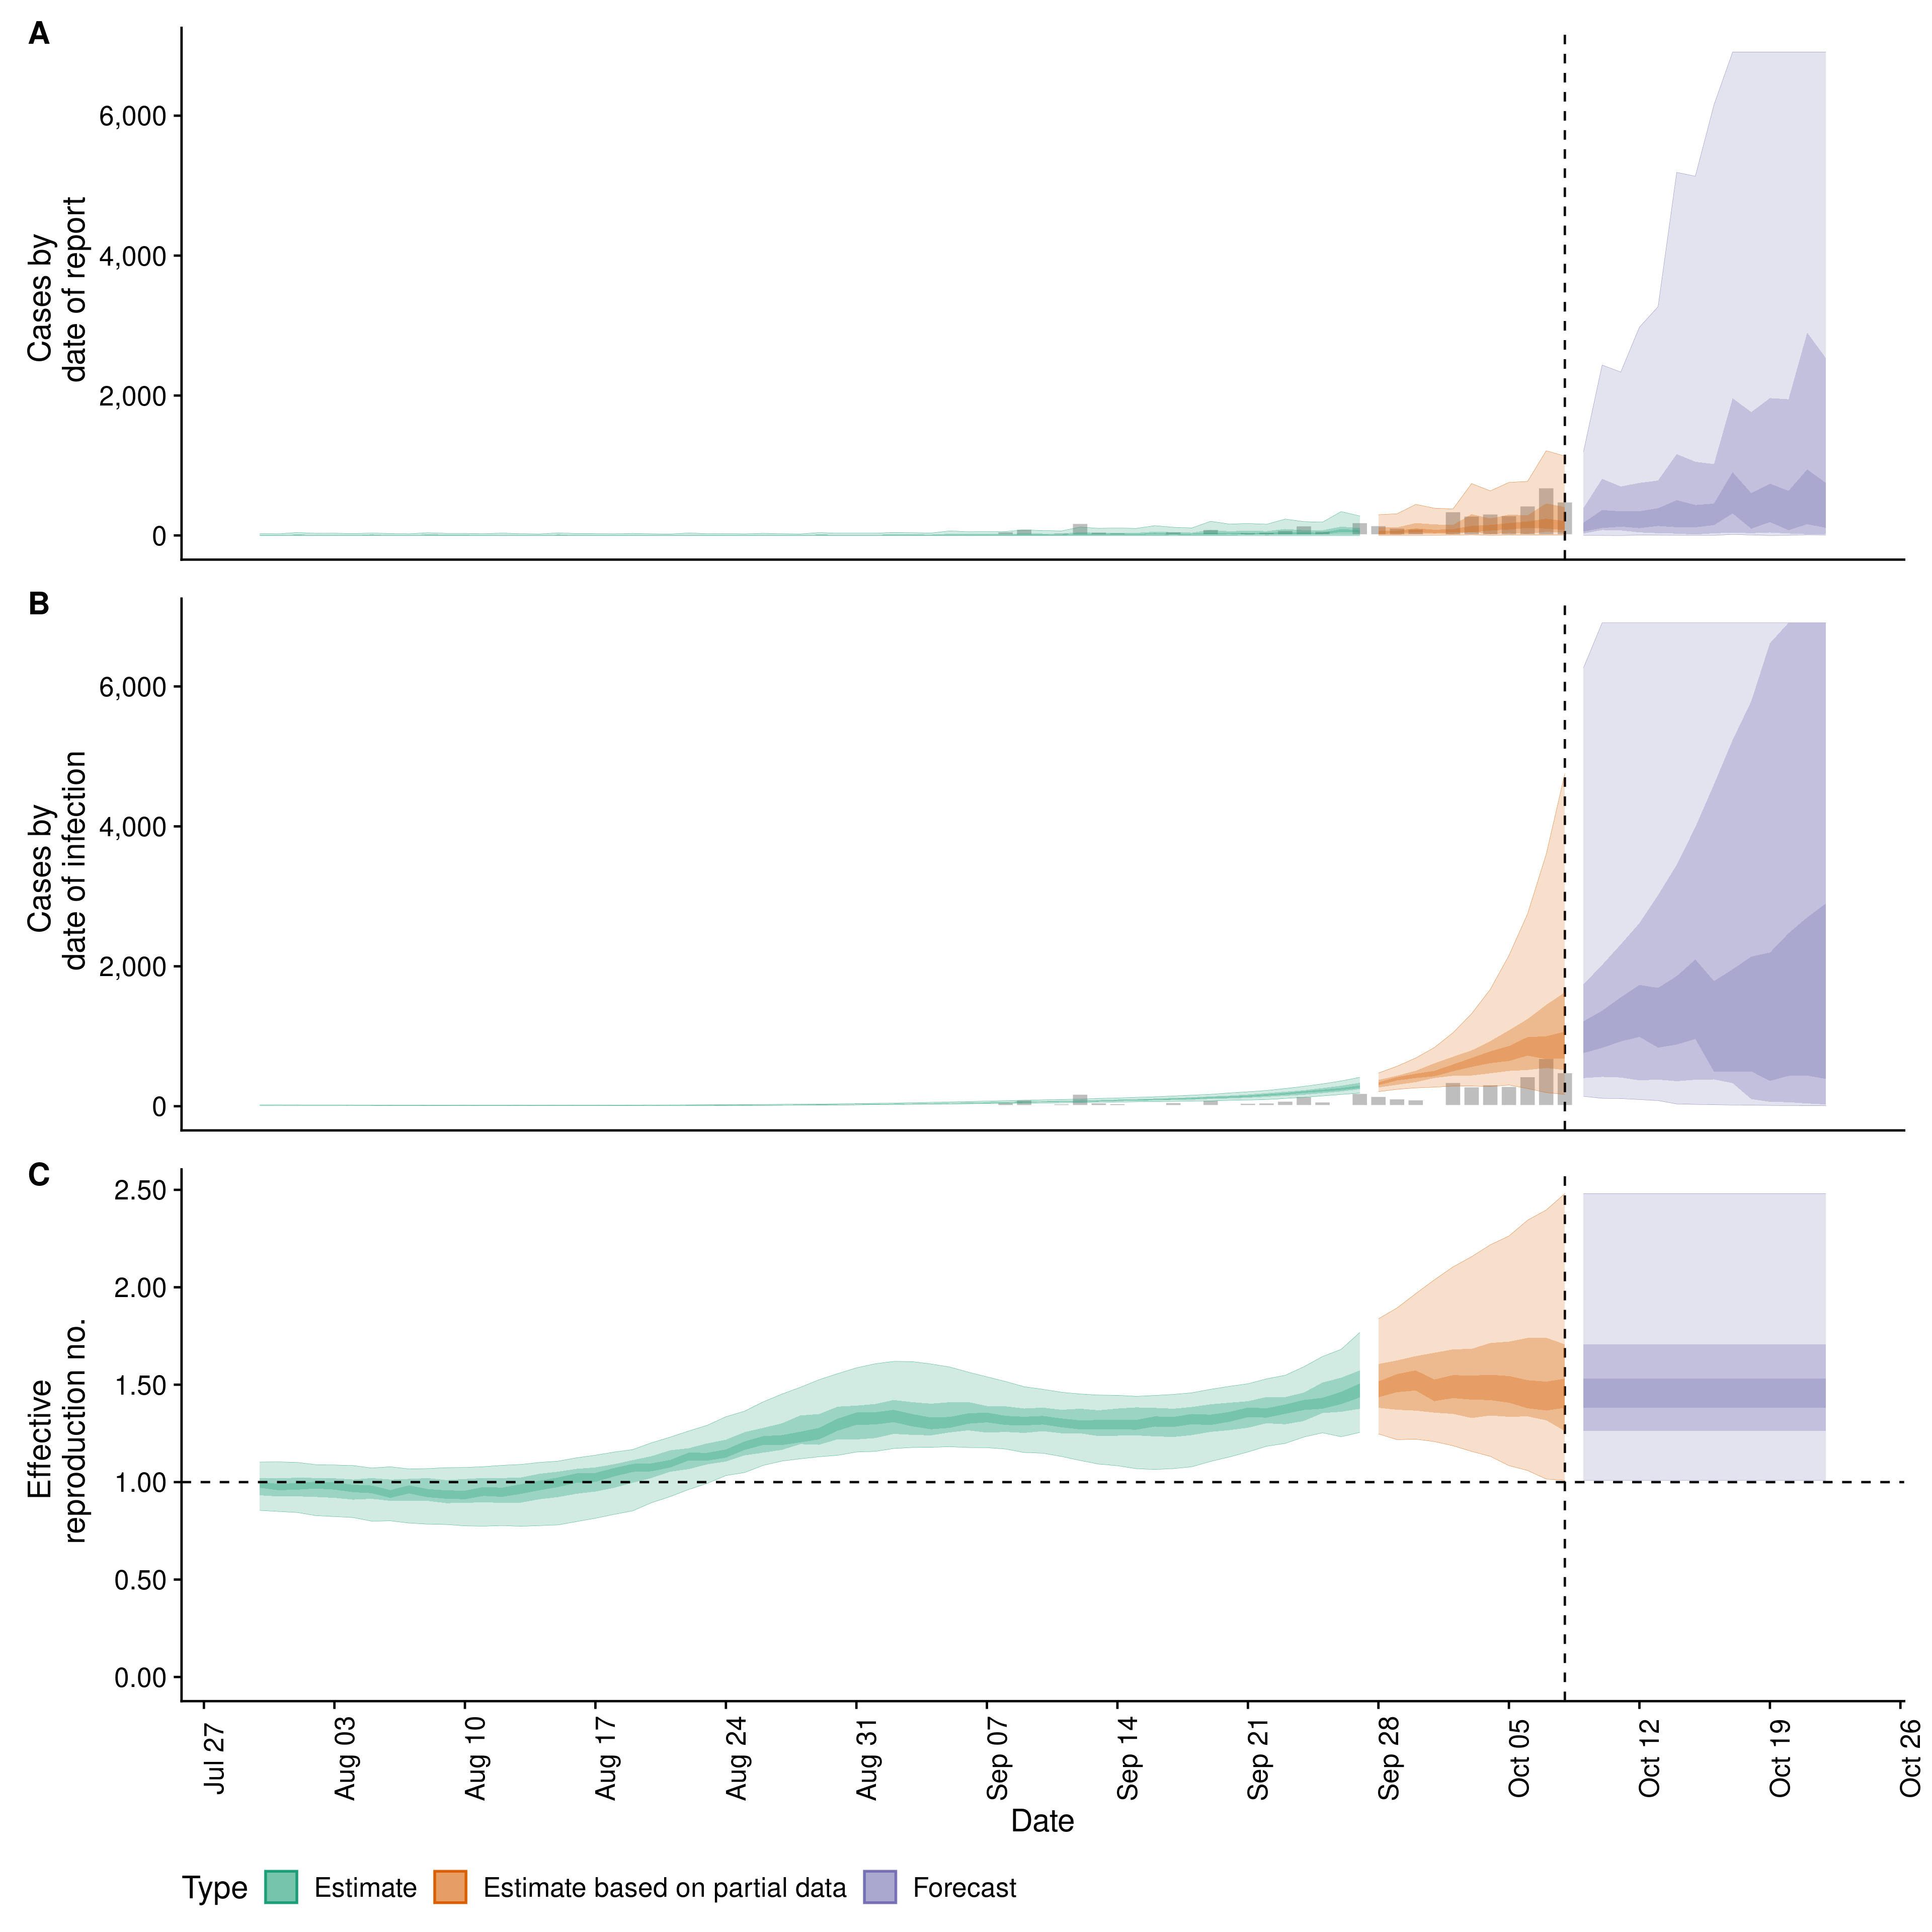 A
Cases by
date of report
6,000
4,000
2,000
0
B
Cases by
date of infection
6,000
4,000
2,000
0
C
Effective
reproduction no.
2.50
2.00
1.50
1.00
0.50
0.00
Jul 27
Aug 03
Aug 10
Aug 17
Aug 24
Aug 31
Sep 07
Sep 14
Sep 21
Sep 28
Oct 05
Oct 12
Oct 19
Oct 26
Date
Type Estimate Estimate based on partial data Forecast